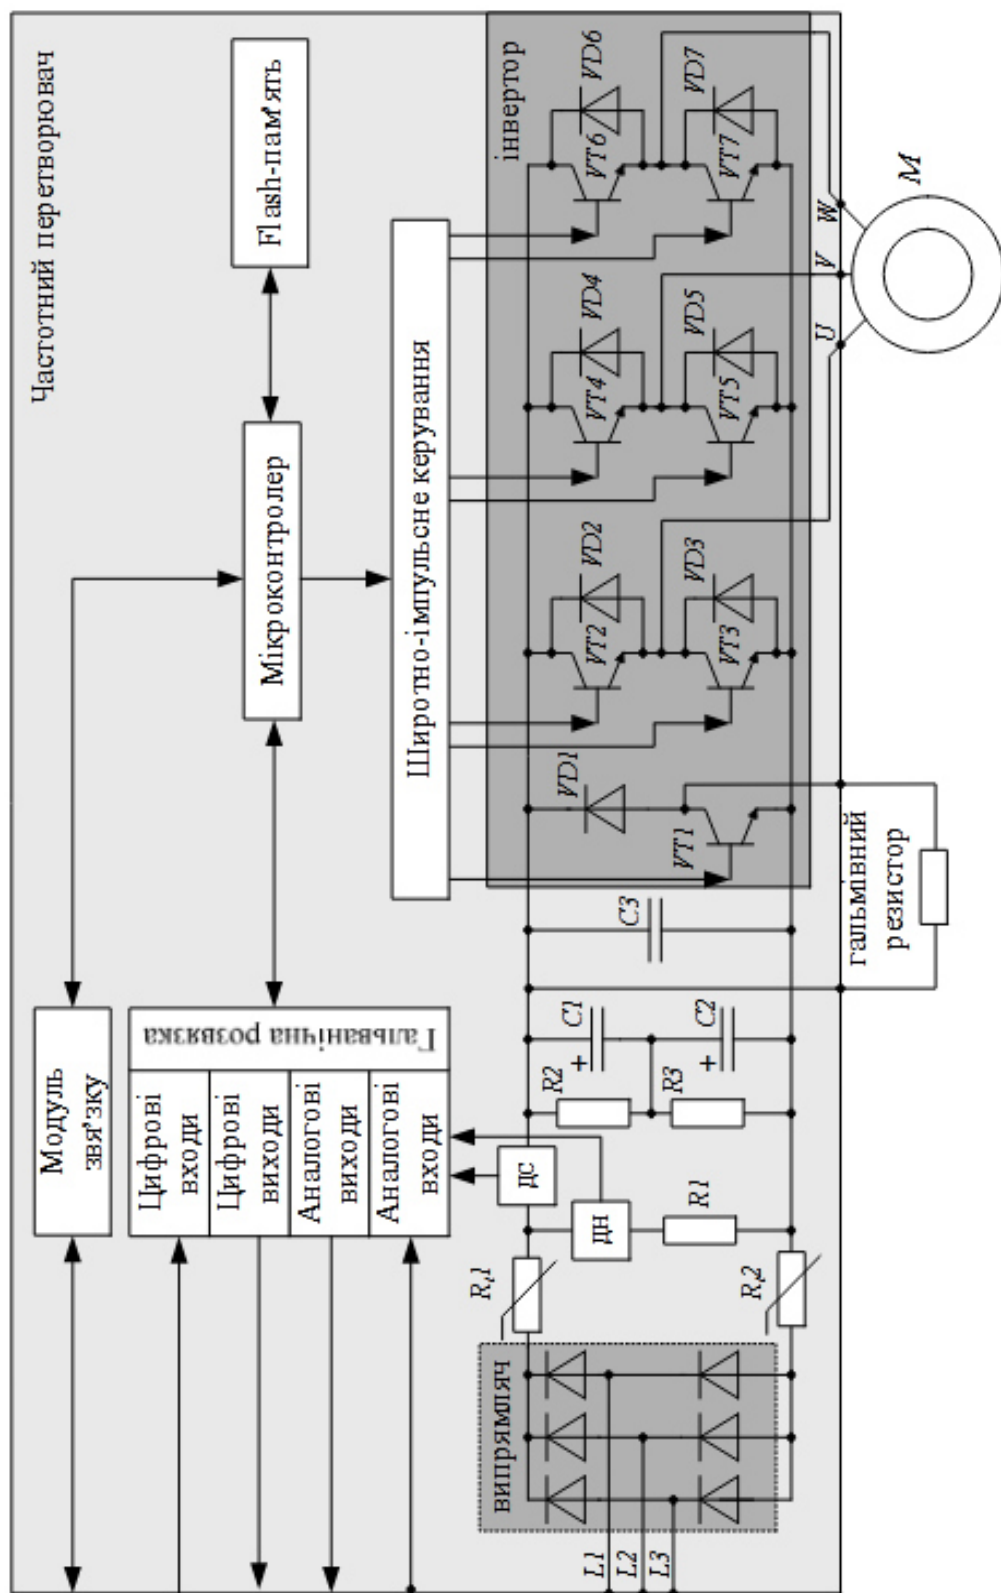 Частотний перетворювач
Модуль
зв'язку
Flash-пам'ять
Мікроконтролер
Гальванічна розвязка
Цифрові
входи
Цифрові
виходи
Аналогові
виходи
Аналогові
входи
Широтно-імпульсне керування
випрямляч
L1
L2
L3
Rt1
Rt2
ДС
ДН
R1
R2
R3
C1
C2
+
+
C3
інвертор
VD1
VT1
VT2
VD2
VT3
VD3
VT4
VD4
VT5
VD5
VT6
VD6
VT7
VD7
гальмівний
резистор
U
V
W
M